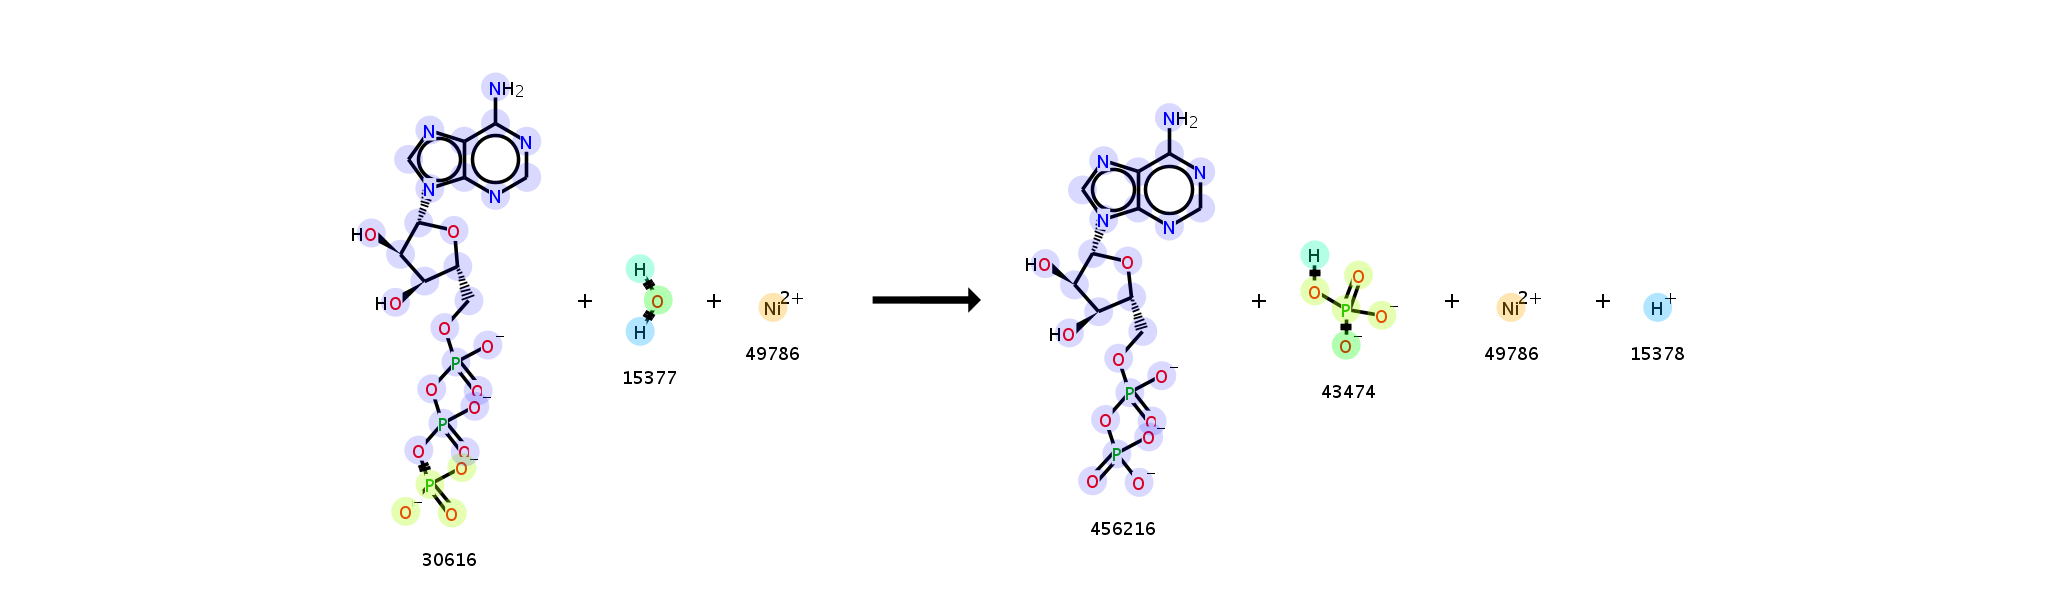 NH2
N
N
N
N
HO
O
HO
O
O-
P
O
O
O-
P
O
O
O-
P
O-
O
30616
+
H
O
H
15377
+
Ni2+
49786
NH2
N
N
N
N
HO
O
HO
O
O-
P
O
O
O-
P
O
O-
456216
+
H
O
O
P
O-
O-
43474
+
Ni2+
49786
+
H+
15378